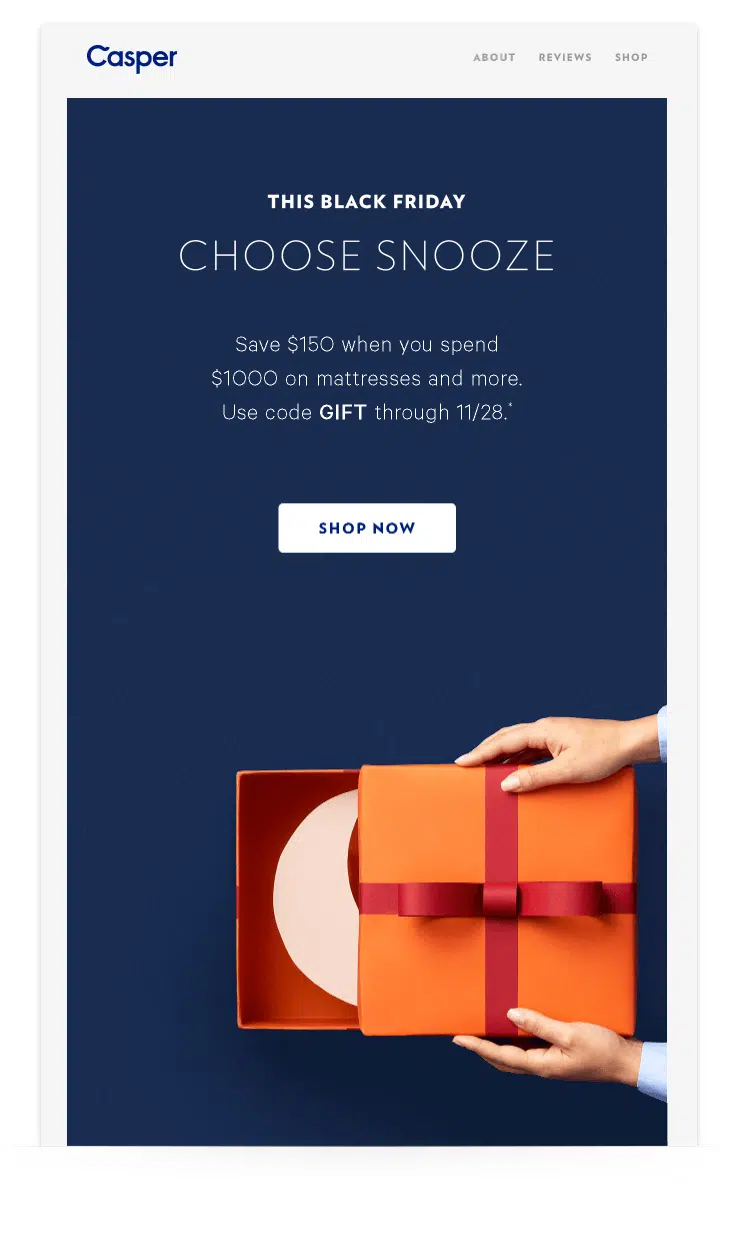 Casper
ABOUT REVIEWS SHOP
THIS BLACK FRIDAY
CHOOSE SNOOZE
Save $150 when you spend
$1000 on mattresses and more.
Use code GIFT through 11/28.*
SHOP NOW